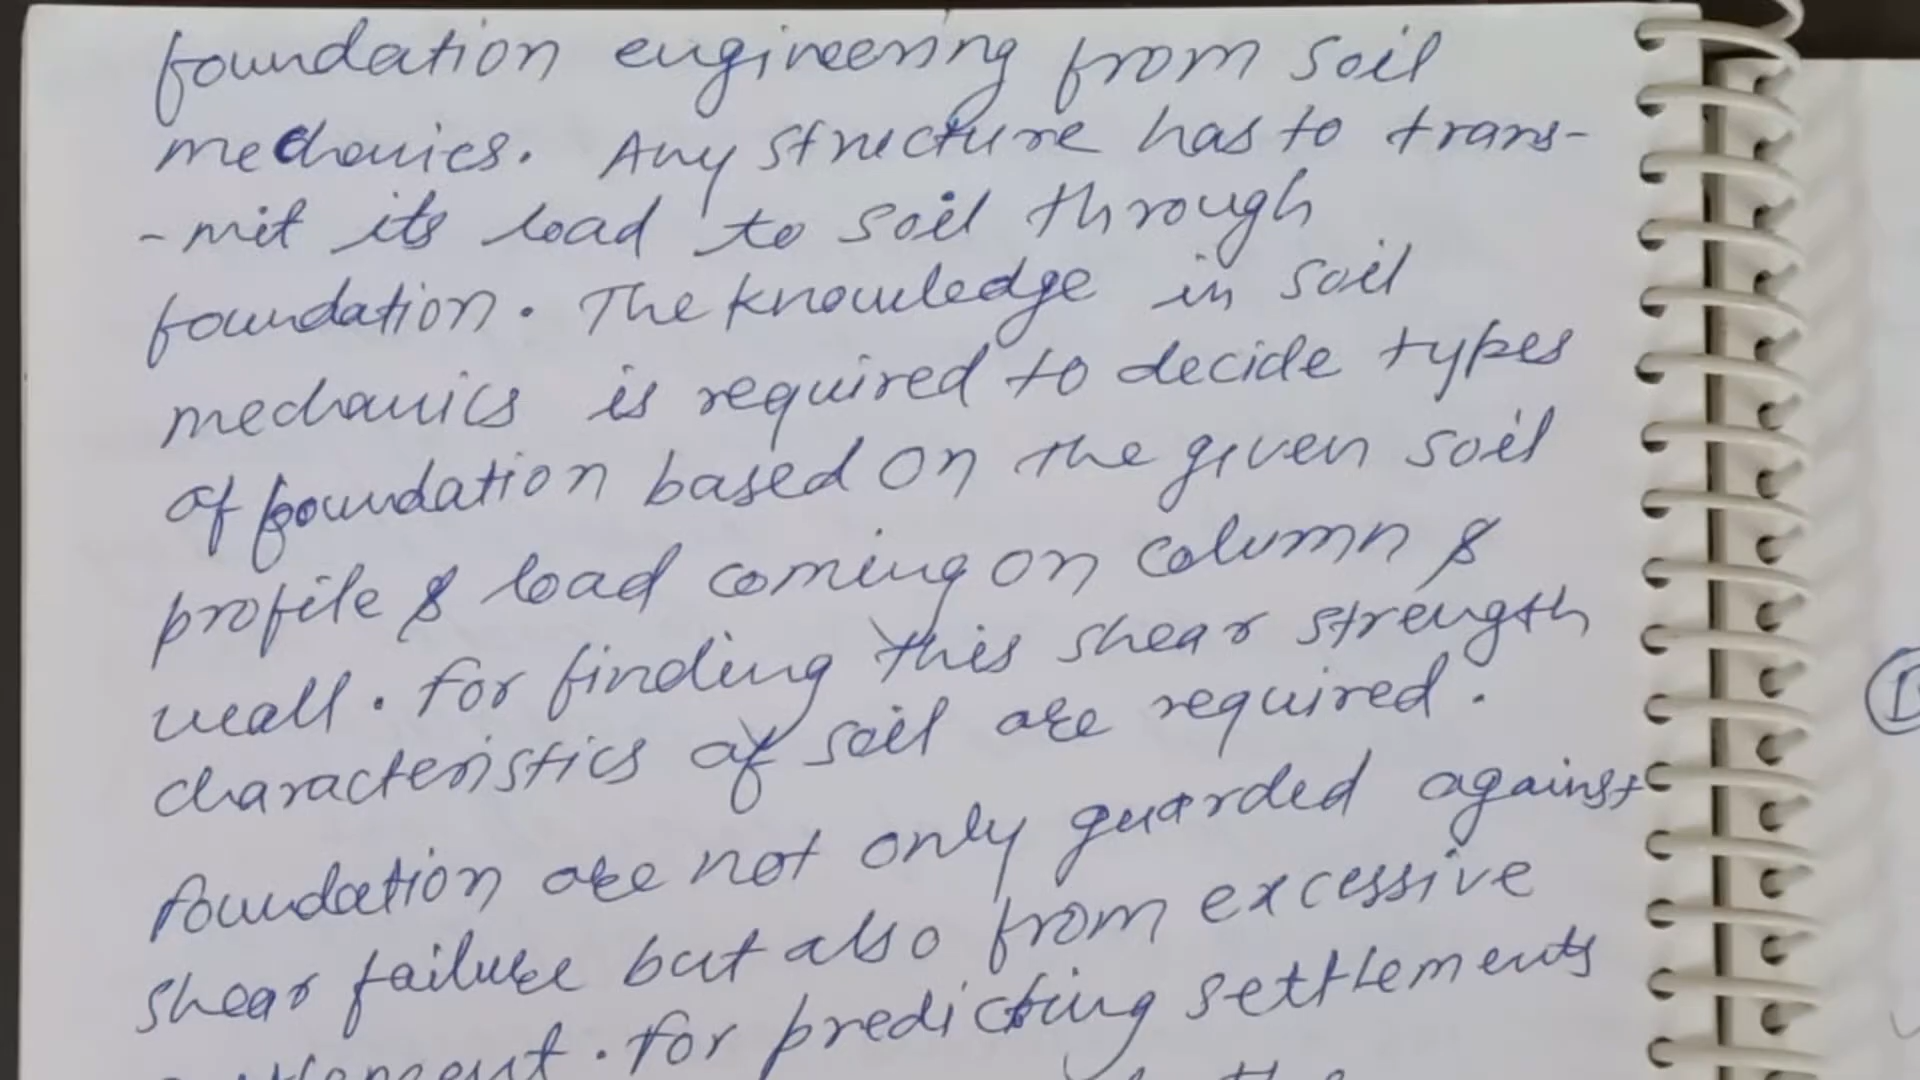 foundation engineering from soil
mechanics. Any structure has to trans-
-mit its load to soil through
foundation. The knowledge in soil
mechanics is required to decide types
of foundation based on the given soil
profile & load coming on column &
wall. For finding this shear strength
characteristics of soil are required.
foundation are not only guarded against
shear failure but also from excessive
settlement. For predicting settlements